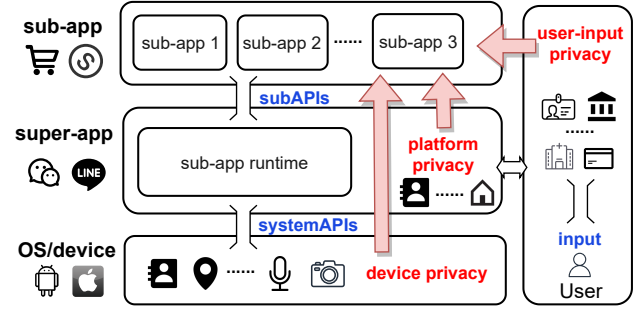 sub-app
sub-app 1
sub-app 2
······
sub-app 3
user-input
privacy
subAPIs
super-app
LINE
sub-app runtime
platform
privacy
······
······
systemAPIs
OS/device
······
device privacy
input
User